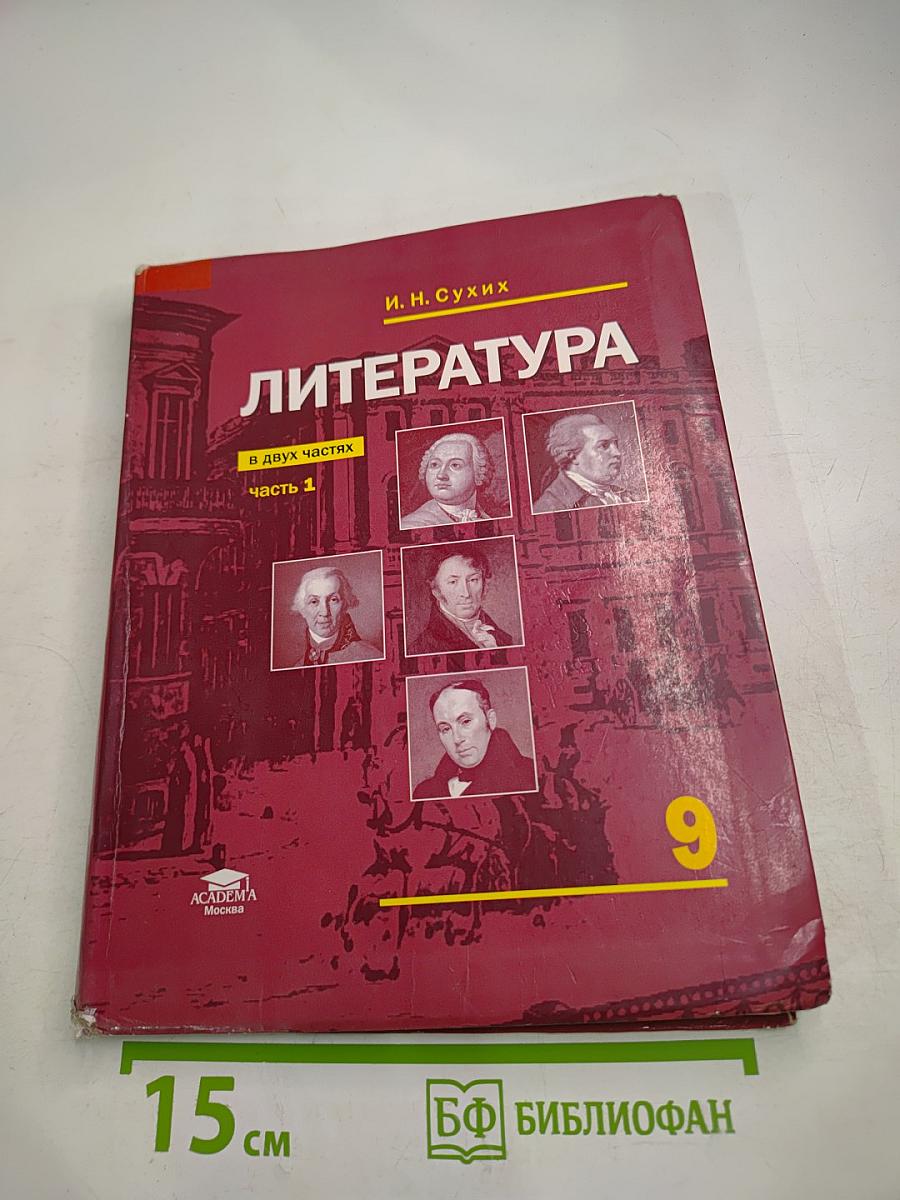 И. Н. Сухих
ЛИТЕРАТУРА
в двух частях
часть 1
9
ACADEMA
Москва
15 см
БФ БИБЛИОФАН